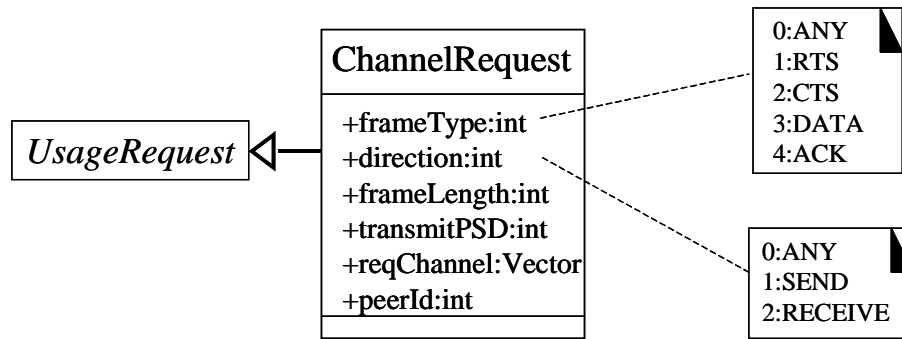 UsageRequest
ChannelRequest
+frameType:int
+direction:int
+frameLength:int
+transmitPSD:int
+reqChannel:Vector
+peerId:int
0:ANY
1:RTS
2:CTS
3:DATA
4:ACK
0:ANY
1:SEND
2:RECEIVE